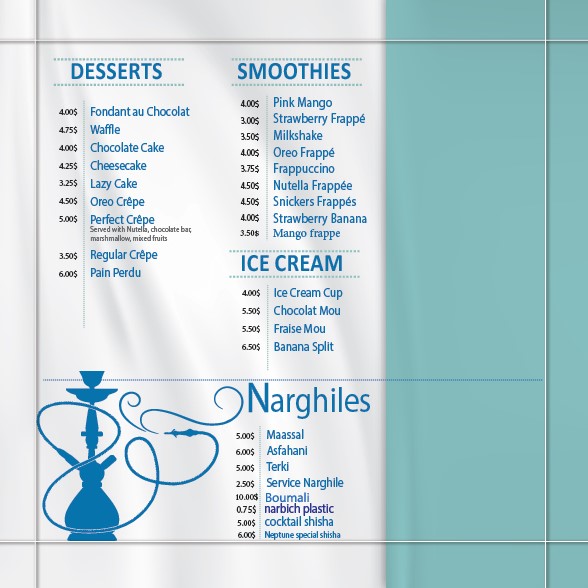 DESSERTS
4.00$ Fondant au Chocolat
4.75$ Waffle
4.00$ Chocolate Cake
4.25$ Cheesecake
3.25$ Lazy Cake
4.50$ Oreo Crêpe
5.00$ Perfect Crêpe
Served with Nutella, chocolate bar,
marshmallow, mixed fruits
3.50$ Regular Crêpe
6.00$ Pain Perdu
SMOOTHIES
4.00$ Pink Mango
3.00$ Strawberry Frappé
3.50$ Milkshake
4.00$ Oreo Frappé
3.75$ Frappuccino
4.50$ Nutella Frappée
4.50$ Snickers Frappés
4.00$ Strawberry Banana
3.50$ Mango frappe
ICE CREAM
4.00$ Ice Cream Cup
5.50$ Chocolat Mou
5.50$ Fraise Mou
6.50$ Banana Split
Narghiles
5.00$ Maassal
6.00$ Asfahani
5.00$ Terki
2.50$ Service Narghile
10.00$ Boumali
0.75$ narbich plastic
5.00$ cocktail shisha
6.00$ Neptune special shisha